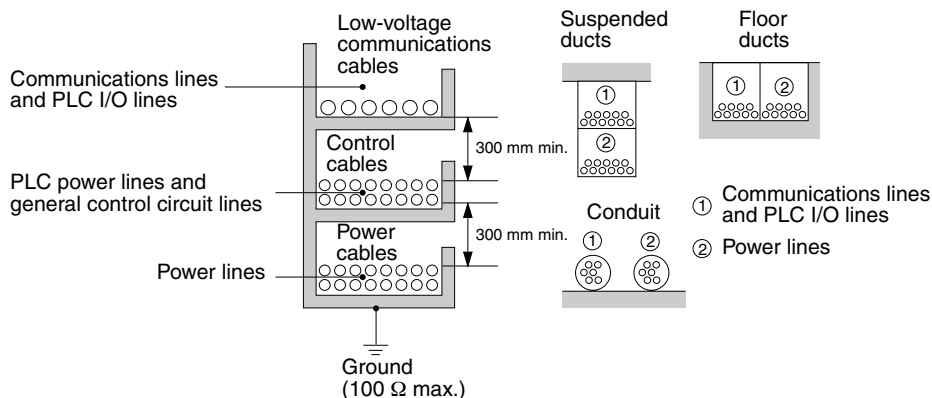 Low-voltage
communications
cables
Communications lines
and PLC I/O lines
300 mm min.
Control
cables
PLC power lines and
general control circuit lines
300 mm min.
Power
cables
Power lines
Ground
(100 Ω max.)
Suspended
ducts
①
②
Floor
ducts
① ②
Conduit
① ②
① Communications lines
and PLC I/O lines
② Power lines